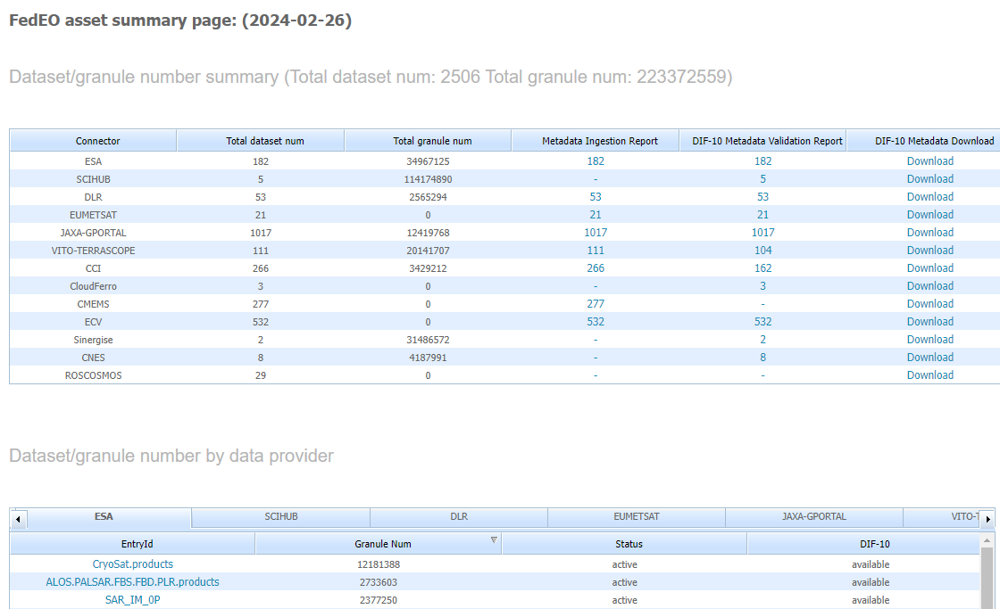 FedEO asset summary page: (2024-02-26)
Dataset/granule number summary (Total dataset num: 2506 Total granule num: 223372559)
Connector Total dataset num Total granule num Metadata Ingestion Report DIF-10 Metadata Validation Report DIF-10 Metadata Download
ESA 182 34967125 182 182 Download
SCIHUB 5 114174890 - 5 Download
DLR 53 2565294 53 53 Download
EUMETSAT 21 0 21 21 Download
JAXA-GPORTAL 1017 12419768 1017 1017 Download
VITO-TERRASCOPE 111 20141707 111 104 Download
CCI 266 3429212 266 162 Download
CloudFerro 3 0 - 3 Download
CMEMS 277 0 277 - Download
ECV 532 0 532 532 Download
Sinergise 2 31486572 - 2 Download
CNES 8 4187991 - 8 Download
ROSCOSMOS 29 0 - - Download
Dataset/granule number by data provider
ESA SCIHUB DLR EUMETSAT JAXA-GPORTAL VITO-T
EntryId Granule Num Status DIF-10
CryoSat.products 12181388 active available
ALOS.PALSAR.FBS.FBD.PLR.products 2733603 active available
SAR_IM_0P 2377250 active available